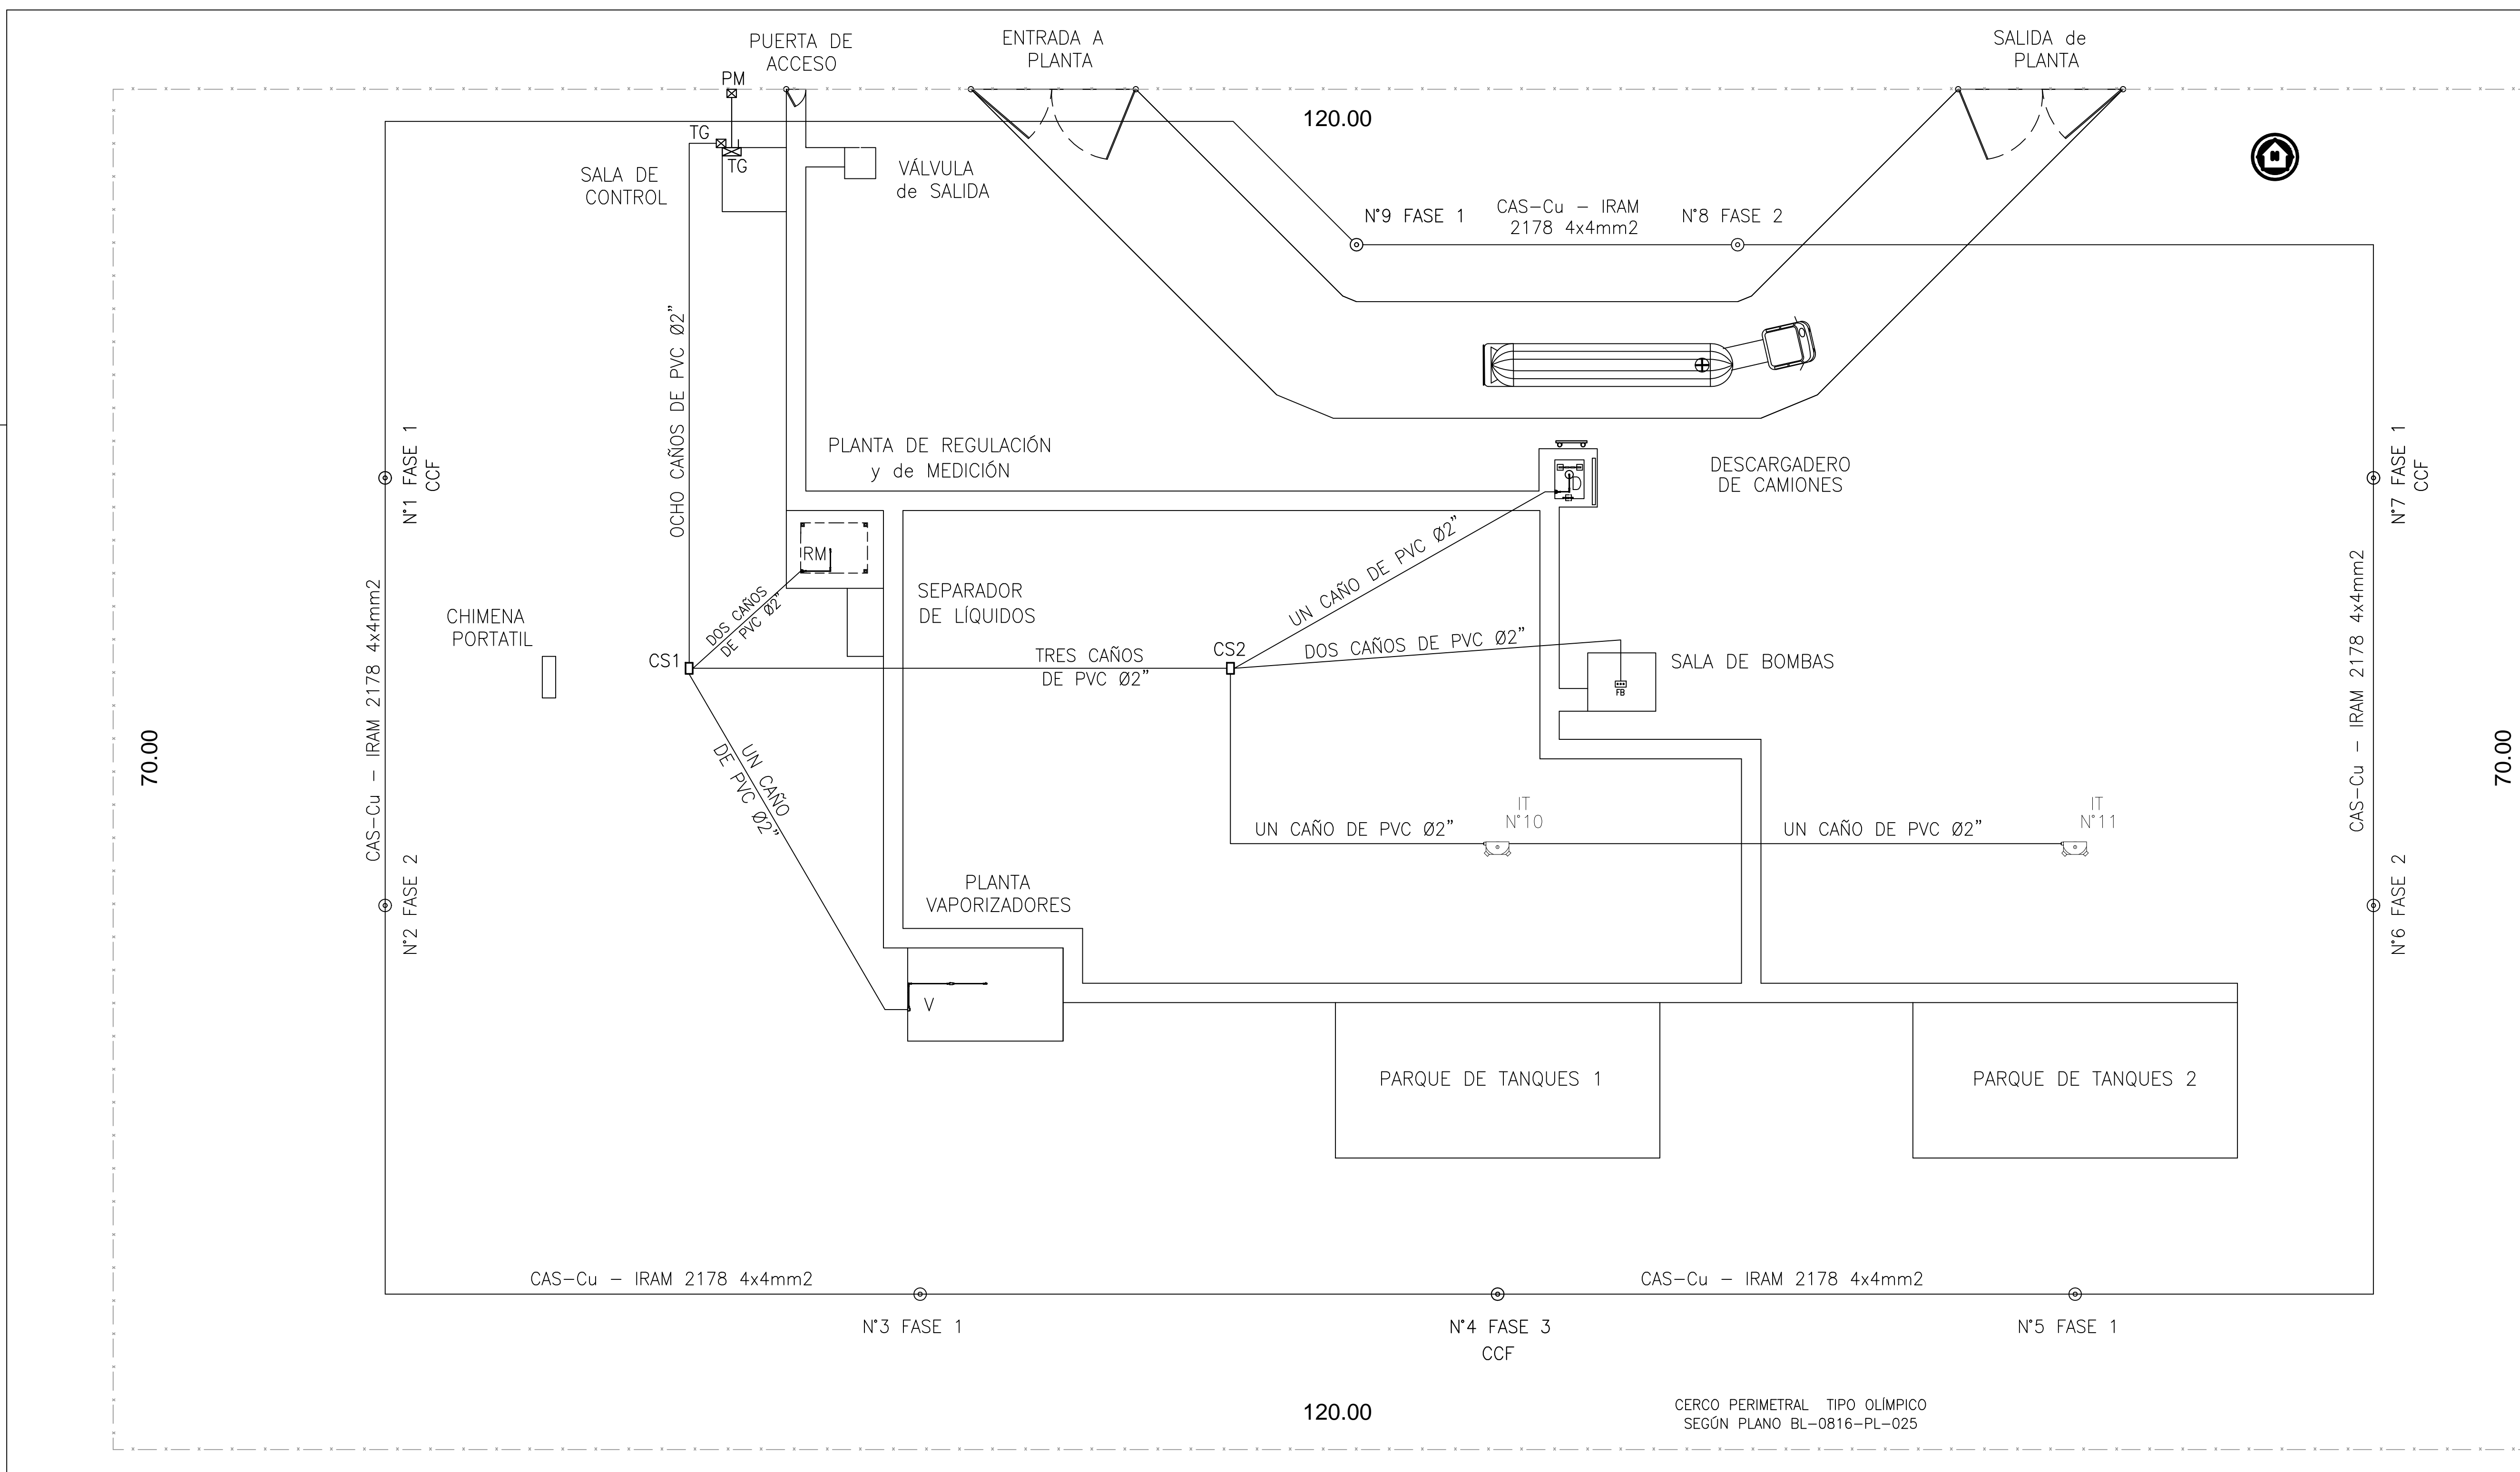 PUERTA DE
ACCESO
ENTRADA A
PLANTA
SALIDA de
PLANTA
PM
120.00
TG
TG
SALA DE
CONTROL
VÁLVULA
de SALIDA
N°9 FASE 1
CAS-Cu - IRAM
2178 4x4mm2
N°8 FASE 2
OCHO CAÑOS DE PVC Ø2"
N°1 FASE 1
CCF
PLANTA DE REGULACIÓN
y de MEDICIÓN
D
DESCARGADERO
DE CAMIONES
N°7 FASE 1
CCF
RM
UN CAÑO DE PVC Ø2"
CAS-Cu - IRAM 2178 4x4mm2
CHIMENA
PORTATIL
DOS CAÑOS
DE PVC Ø2"
SEPARADOR
DE LÍQUIDOS
CS1
TRES CAÑOS
DE PVC Ø2"
CS2
DOS CAÑOS DE PVC Ø2"
SALA DE BOMBAS
FB
CAS-Cu - IRAM 2178 4x4mm2
70.00
70.00
UN CAÑO
DE PVC Ø2"
UN CAÑO DE PVC Ø2"
IT
N°10
UN CAÑO DE PVC Ø2"
IT
N°11
N°2 FASE 2
PLANTA
VAPORIZADORES
N°6 FASE 2
V
PARQUE DE TANQUES 1
PARQUE DE TANQUES 2
CAS-Cu - IRAM 2178 4x4mm2
CAS-Cu - IRAM 2178 4x4mm2
N°3 FASE 1
N°4 FASE 3
CCF
N°5 FASE 1
120.00
CERCO PERIMETRAL TIPO OLÍMPICO
SEGÚN PLANO BL-0816-PL-025